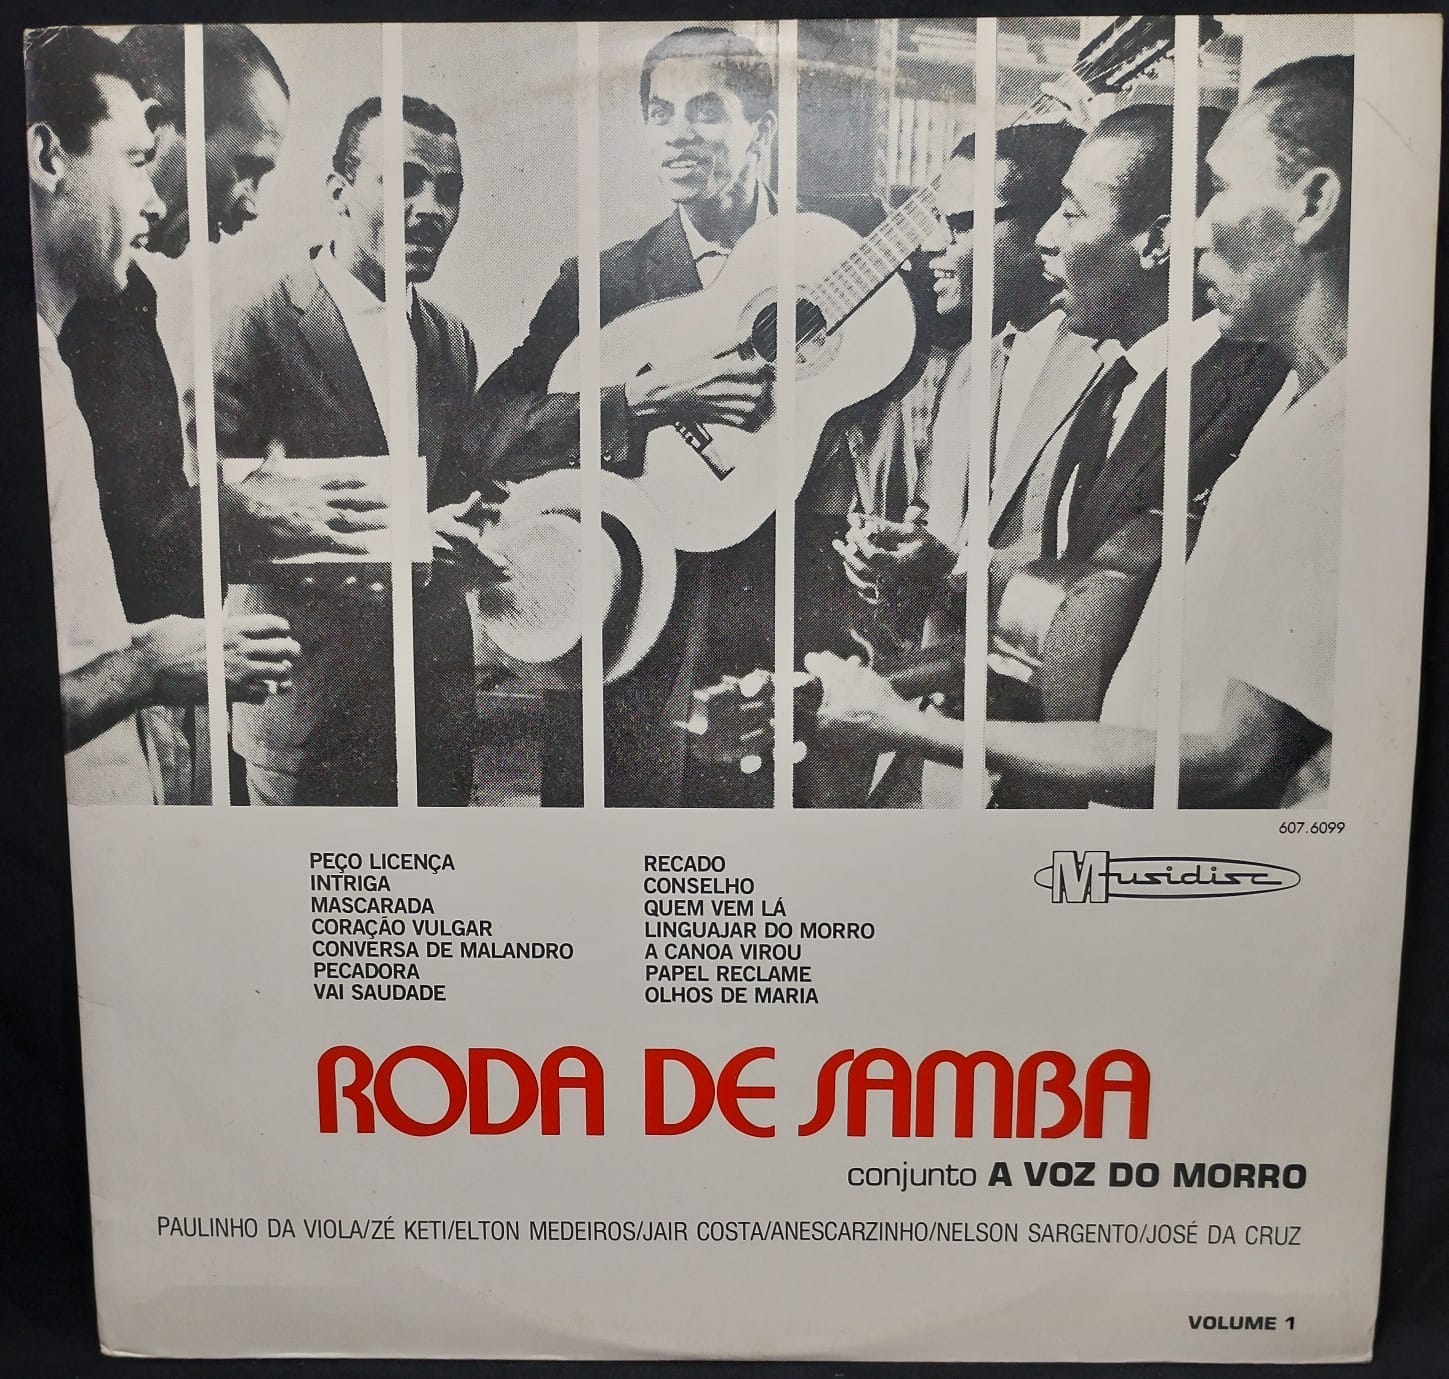 607.6099
PEÇO LICENÇA
INTRIGA
MASCARADA
CORAÇÃO VULGAR
CONVERSA DE MALANDRO
PECADORA
VAI SAUDADE
RECADO
CONSELHO
QUEM VEM LÁ
LINGUAJAR DO MORRO
A CANOA VIROU
PAPEL RECLAME
OLHOS DE MARIA
Musidisc
RODA DE SAMBA
conjunto A VOZ DO MORRO
PAULINHO DA VIOLA/ZÉ KETI/ELTON MEDEIROS/JAIR COSTA/ANESCARZINHO/NELSON SARGENTO/JOSÉ DA CRUZ
VOLUME 1